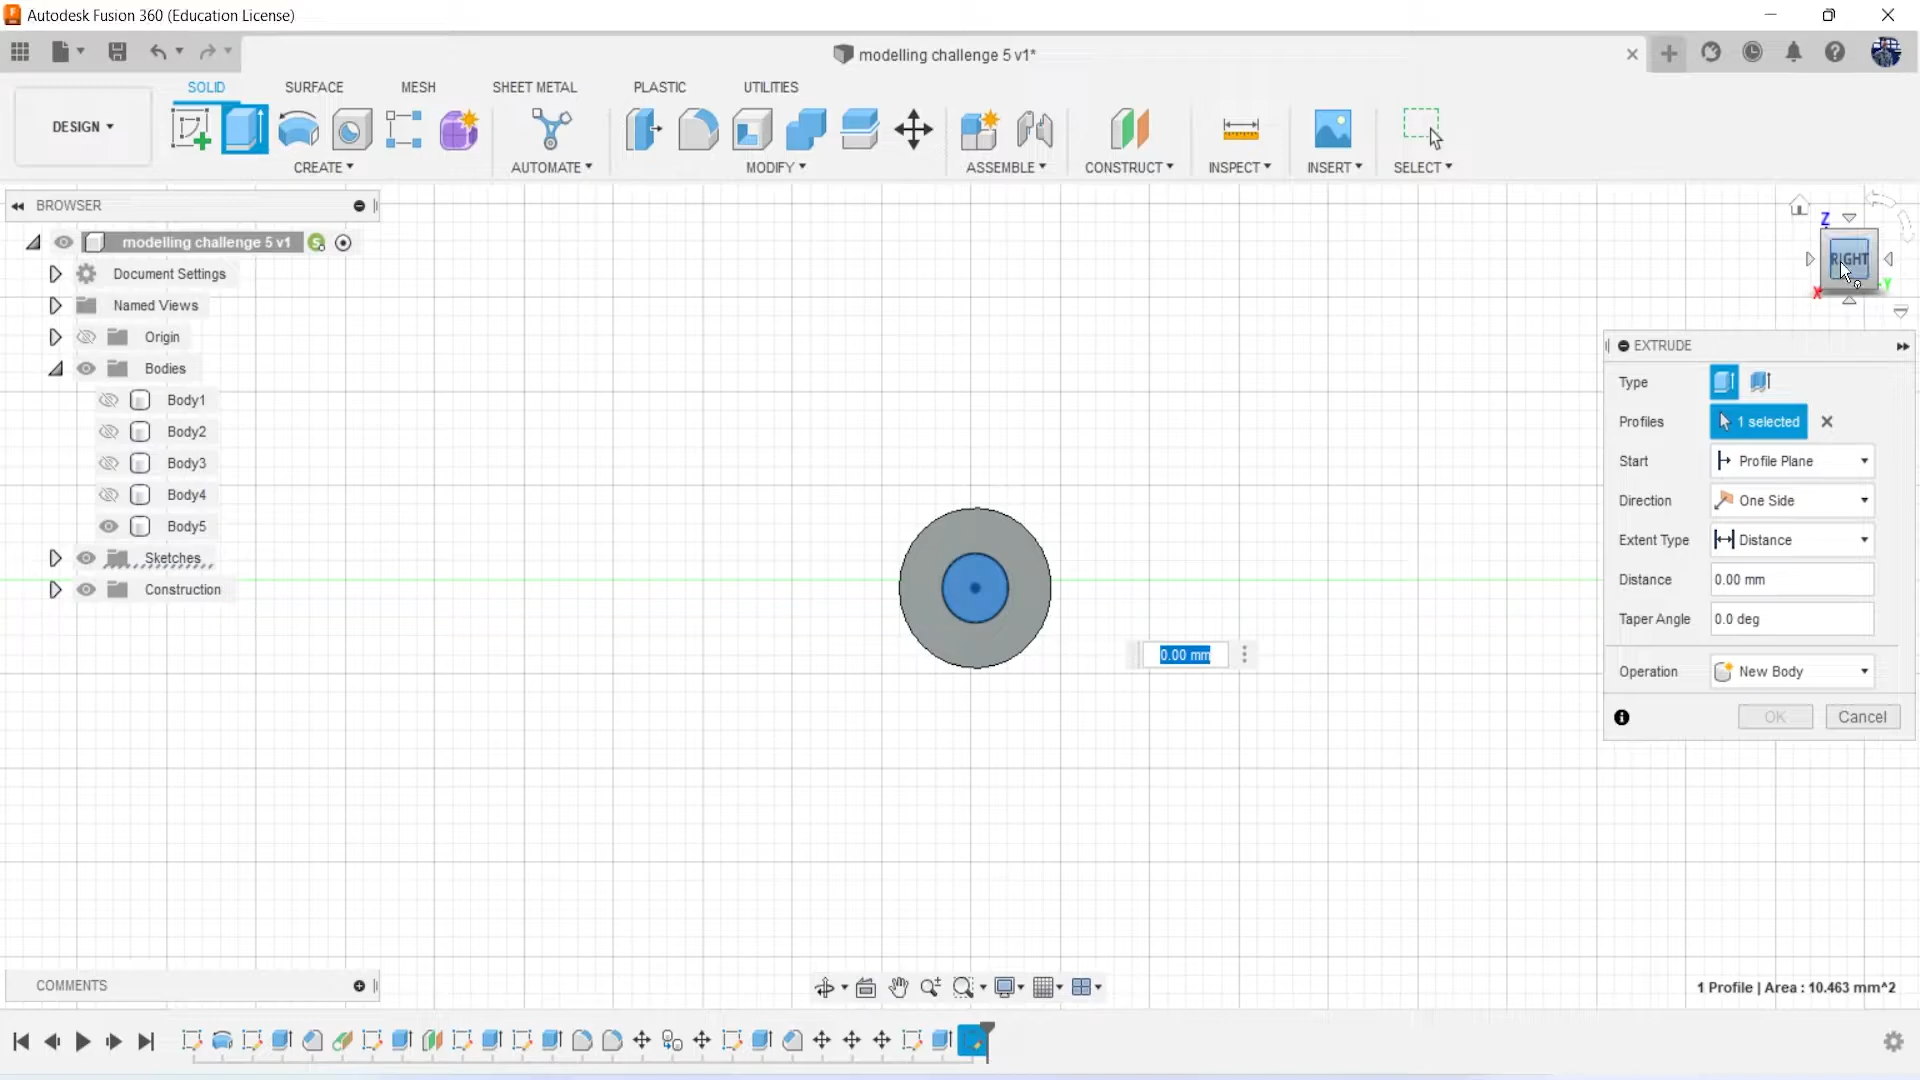 Autodesk Fusion 360 (Education License)
modelling challenge 5 v1*
DESIGN
SOLID
SURFACE
MESH
SHEET METAL
PLASTIC
UTILITIES
CREATE
AUTOMATE
MODIFY
ASSEMBLE
CONSTRUCT
INSPECT
INSERT
SELECT
BROWSER
modelling challenge 5 v1
Document Settings
Named Views
Origin
Bodies
Body1
Body2
Body3
Body4
Body5
Sketches
Construction
Z
RIGHT
X
-Y
0.00 mm
EXTRUDE
Type
Profiles 1 selected
Start Profile Plane
Direction One Side
Extent Type Distance
Distance 0.00 mm
Taper Angle 0.0 deg
Operation New Body
OK Cancel
COMMENTS
1 Profile | Area : 10.463 mm^2